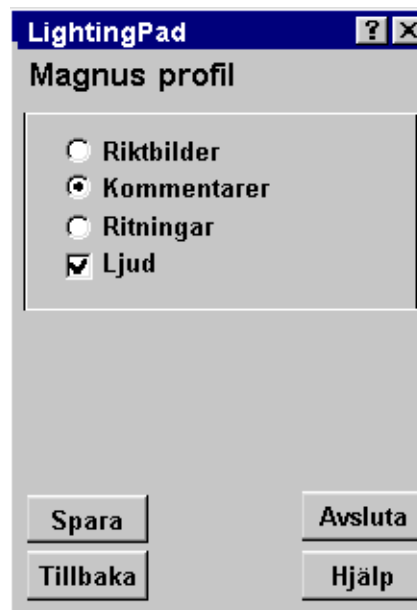 LightingPad
Magnus profil
Riktbilder
Kommentarer
Ritningar
Ljud
Spara
Avsluta
Tillbaka
Hjälp